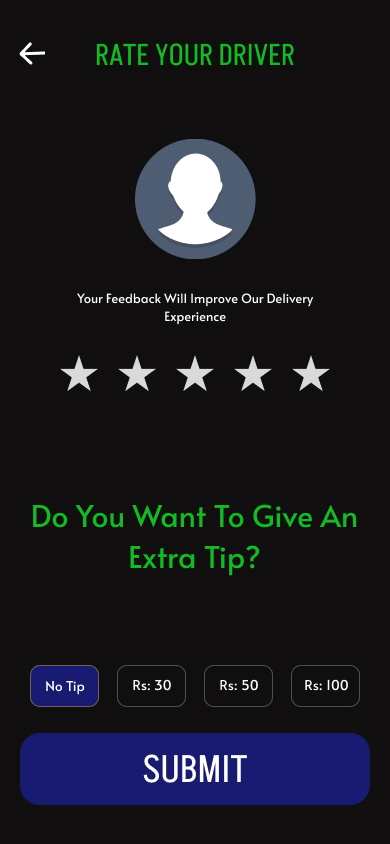 RATE YOUR DRIVER
Your Feedback Will Improve Our Delivery
Experience
Do You Want To Give An
Extra Tip?
No Tip
Rs: 30
Rs: 50
Rs: 100
SUBMIT